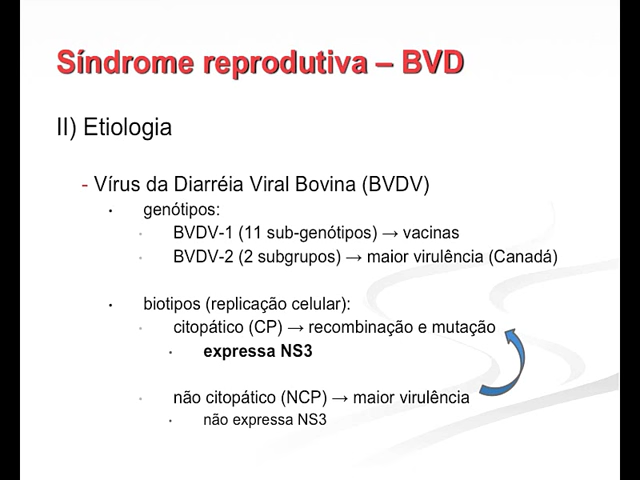 Síndrome reprodutiva – BVD
II) Etiologia
- Vírus da Diarréia Viral Bovina (BVDV)
• genótipos:
• BVDV-1 (11 sub-genótipos) → vacinas
• BVDV-2 (2 subgrupos) → maior virulência (Canadá)
• biotipos (replicação celular):
• citopático (CP) → recombinação e mutação
• expressa NS3
• não citopático (NCP) → maior virulência
• não expressa NS3